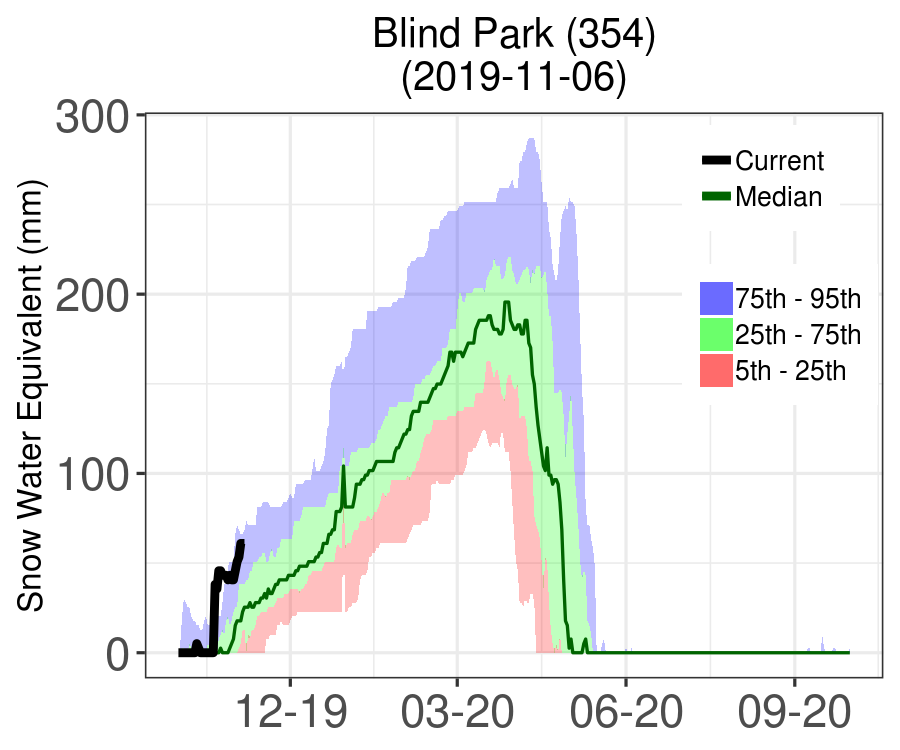 Blind Park (354)
(2019-11-06)
Snow Water Equivalent (mm)
300
200
100
0
12-19
03-20
06-20
09-20
Current
Median
75th - 95th
25th - 75th
5th - 25th